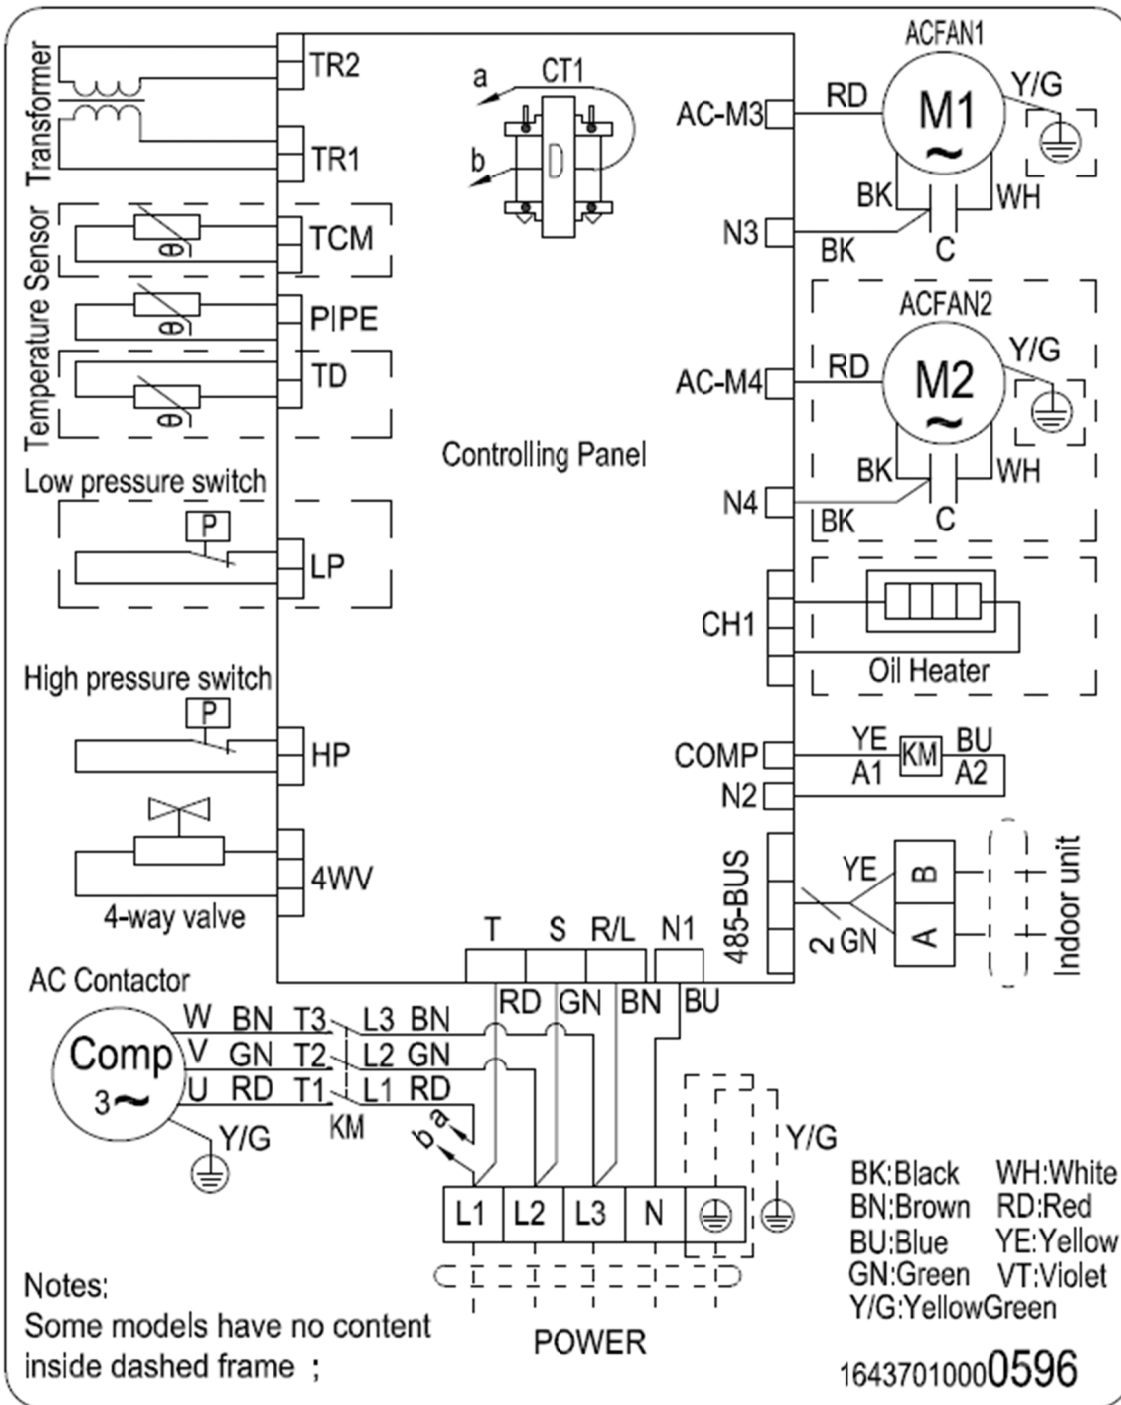 Transformer
TR2
TR1
CT1
a
b
AC-M3
RD
ACFAN1
M1
~
Y/G
BK
WH
N3
BK
C
Temperature Sensor
TCM
θ
PIPE
θ
TD
θ
ACFAN2
AC-M4
RD
M2
~
Y/G
BK
WH
N4
BK
C
Controlling Panel
Low pressure switch
P
LP
CH1
Oil Heater
High pressure switch
P
HP
COMP
YE
KM
BU
A1
A2
N2
4WV
4-way valve
485-BUS
YE
2
GN
B
A
Indoor unit
T
S
R/L
N1
RD
GN
BN
BU
AC Contactor
Comp
3~
W BN T3 L3 BN
V GN T2 L2 GN
U RD T1 L1 RD
KM
Y/G
a
b
Y/G
L1 L2 L3 N
POWER
BK:Black WH:White
BN:Brown RD:Red
BU:Blue YE:Yellow
GN:Green VT:Violet
Y/G:YellowGreen
Notes:
Some models have no content
inside dashed frame ;
16437010000596